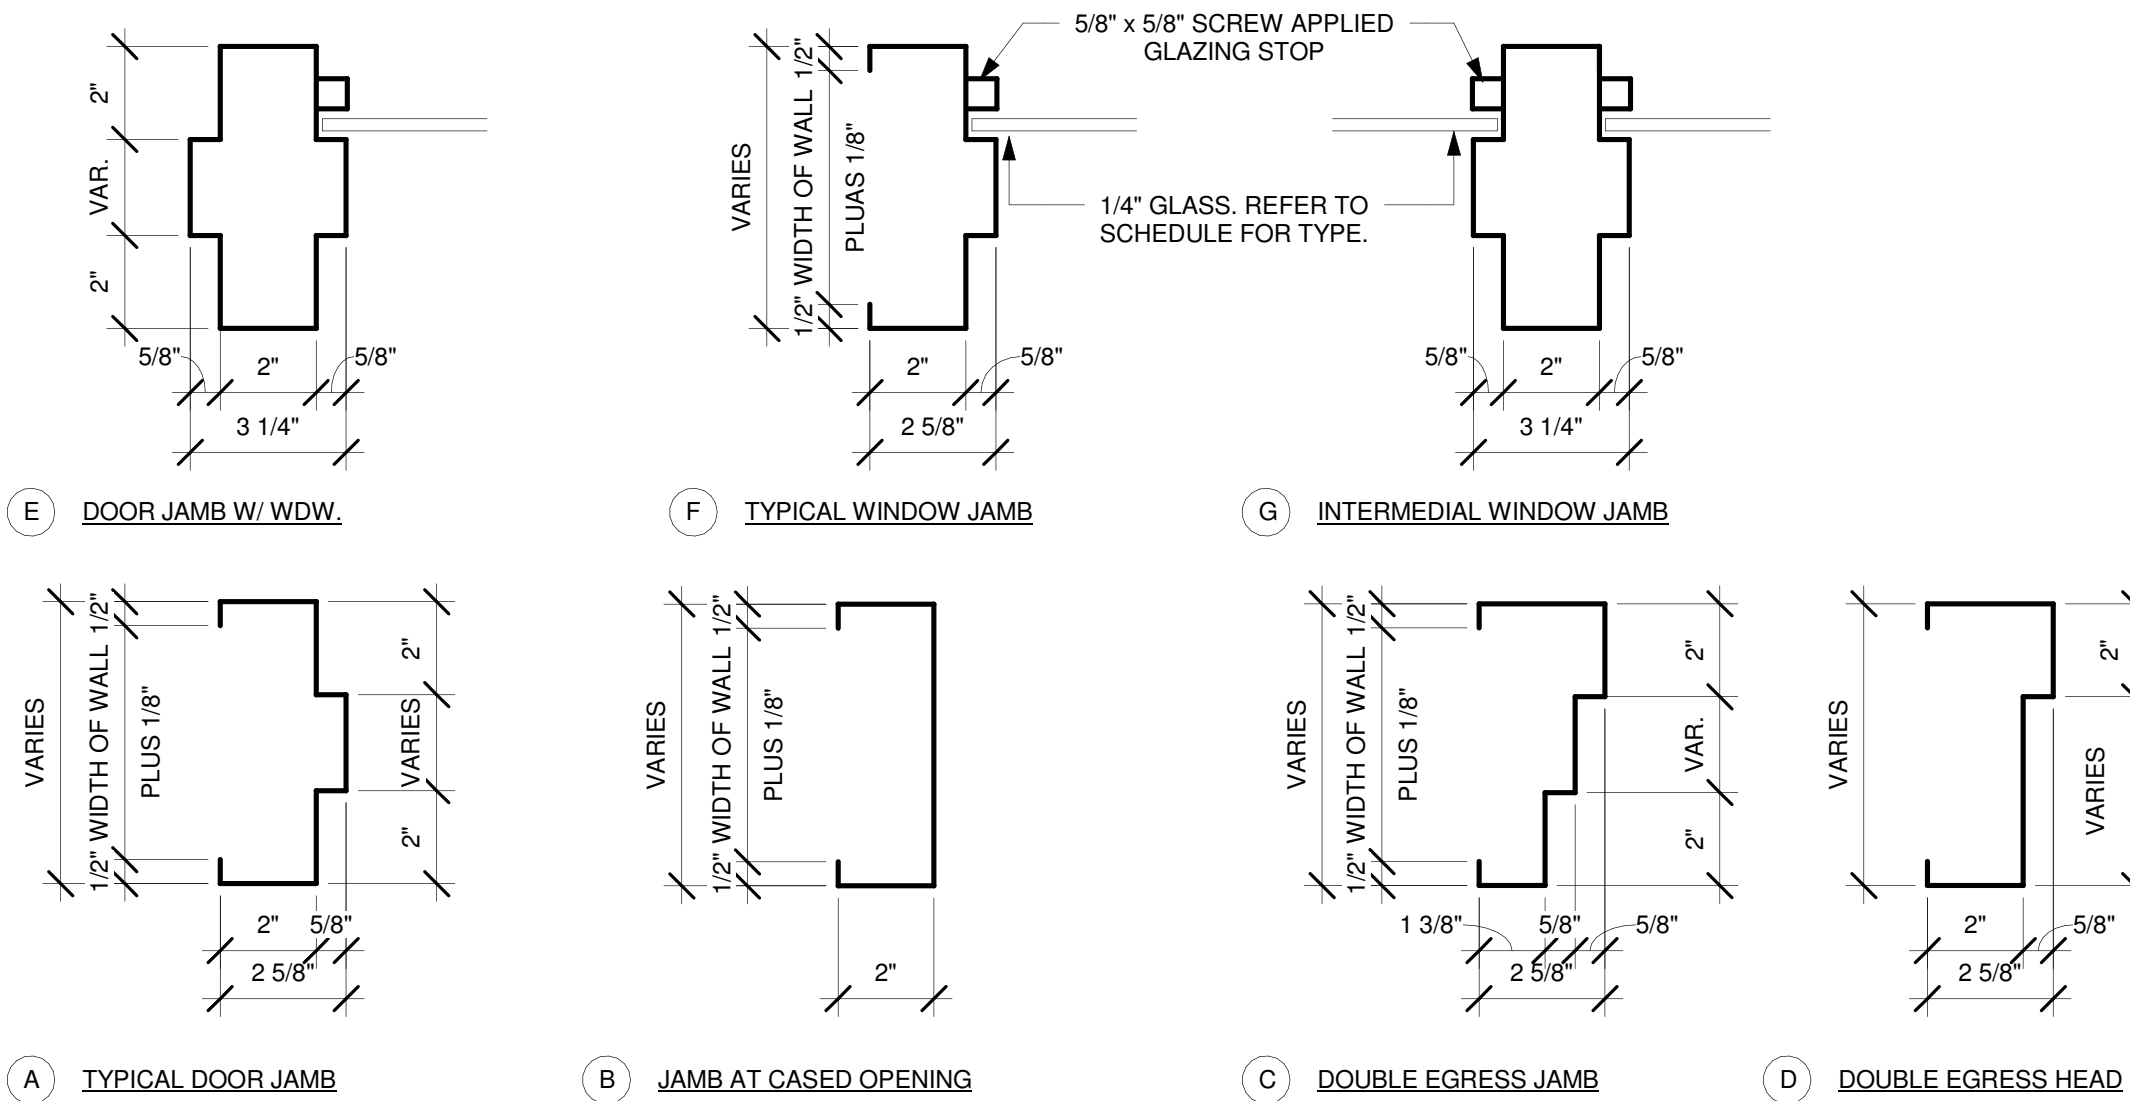 5/8" x 5/8" SCREW APPLIED
GLAZING STOP
1/4" GLASS. REFER TO
SCHEDULE FOR TYPE.
2"
VAR.
2"
5/8"
2"
5/8"
3 1/4"
E
DOOR JAMB W/ WDW.
VARIES
1/2"
WIDTH OF WALL
PLUAS 1/8"
1/2"
2"
5/8"
2 5/8"
F
TYPICAL WINDOW JAMB
5/8"
2"
5/8"
3 1/4"
G
INTERMEDIAL WINDOW JAMB
VARIES
1/2"
WIDTH OF WALL
PLUS 1/8"
1/2"
2"
VARIES
2"
2"
5/8"
2 5/8"
A
TYPICAL DOOR JAMB
VARIES
1/2"
WIDTH OF WALL
PLUS 1/8"
1/2"
2"
B
JAMB AT CASED OPENING
VARIES
1/2"
WIDTH OF WALL
PLUS 1/8"
1/2"
2"
VAR.
2"
1 3/8"
5/8"
5/8"
2 5/8"
C
DOUBLE EGRESS JAMB
VARIES
2"
VARIES
2"
5/8"
2 5/8"
D
DOUBLE EGRESS HEAD